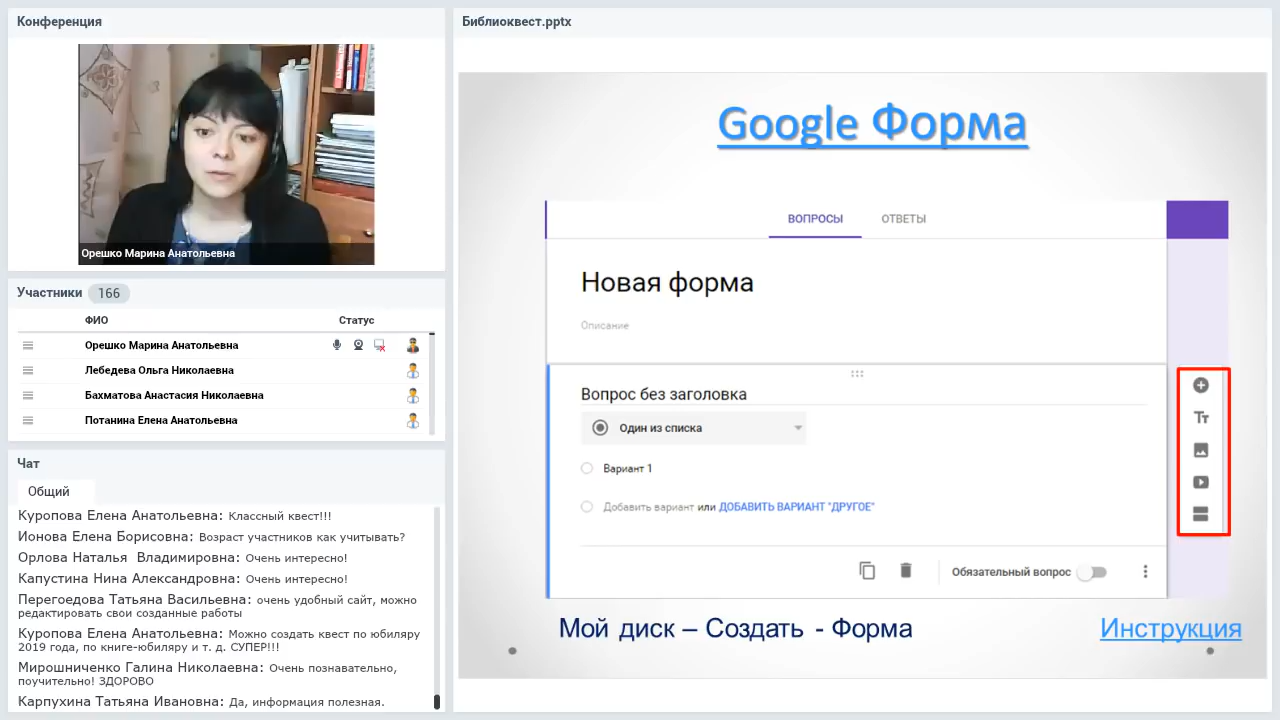 Конференция
Орешко Марина Анатольевна
Участники 166
ФИО Статус
Орешко Марина Анатольевна
Лебедева Ольга Николаевна
Бахматова Анастасия Николаевна
Потанина Елена Анатольевна
Чат
Общий
Куропова Елена Анатольевна: Классный квест!!!
Ионова Елена Борисовна: Возраст участников как учитывать?
Орлова Наталья Владимировна: Очень интересно!
Капустина Нина Александровна: Очень интересно!
Перегоедова Татьяна Васильевна: очень удобный сайт, можно
редактировать свои созданные работы
Куропова Елена Анатольевна: Можно создать квест по юбиляру
2019 года, по книге-юбиляру и т. д. СУПЕР!!!
Мирошниченко Галина Николаевна: Очень познавательно,
поучительно! ЗДОРОВО
Карпухина Татьяна Ивановна: Да, информация полезная.
Библиоквест.pptx
Google Форма
ВОПРОСЫ ОТВЕТЫ
Новая форма
Описание
Вопрос без заголовка
Один из списка
Вариант 1
Добавить вариант или ДОБАВИТЬ ВАРИАНТ "ДРУГОЕ"
Tт
Обязательный вопрос
Мой диск – Создать - Форма
Инструкция